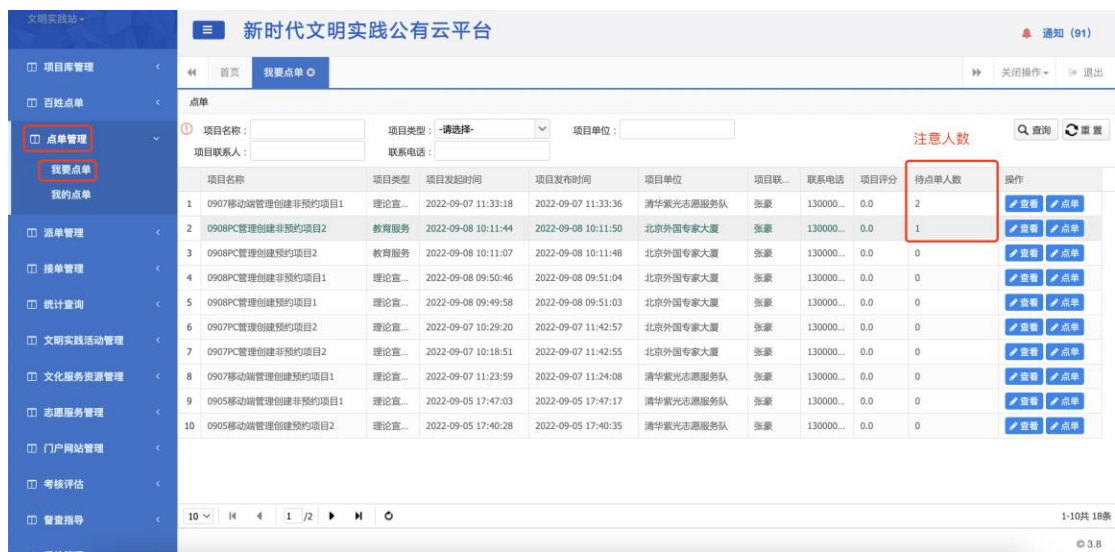 文明实践站
新时代文明实践公有云平台
通知 (91)
项目库管理
首页 我要点单
关闭操作 退出
百姓点单
点单
点单管理
① 项目名称: 项目类型: -请选择- 项目单位: 注意人数 查询 重置
项目联系人: 联系电话:
我要点单
我的点单
派单管理
接单管理
统计查询
文明实践活动管理
文化服务资源管理
志愿服务管理
门户网站管理
考核评估
督查指导
项目名称 项目类型 项目发起时间 项目发布时间 项目单位 项目联... 联系电话 项目评分 待点单人数 操作
1 0907移动端管理创建非预约项目1 理论宣... 2022-09-07 11:33:18 2022-09-07 11:33:36 清华紫光志愿服务队 张豪 130000... 0.0 2 查看 点单
2 0908PC管理创建非预约项目2 教育服务 2022-09-08 10:11:44 2022-09-08 10:11:50 北京外国专家大厦 张豪 130000... 0.0 1 查看 点单
3 0908PC管理创建预约项目2 教育服务 2022-09-08 10:11:07 2022-09-08 10:11:48 北京外国专家大厦 张豪 130000... 0.0 0 查看 点单
4 0908PC管理创建非预约项目1 理论宣... 2022-09-08 09:50:46 2022-09-08 09:51:04 北京外国专家大厦 张豪 130000... 0.0 0 查看 点单
5 0908PC管理创建预约项目1 理论宣... 2022-09-08 09:49:58 2022-09-08 09:51:03 北京外国专家大厦 张豪 130000... 0.0 0 查看 点单
6 0907PC管理创建预约项目2 理论宣... 2022-09-07 10:29:20 2022-09-07 11:42:57 北京外国专家大厦 张豪 130000... 0.0 0 查看 点单
7 0907PC管理创建非预约项目2 理论宣... 2022-09-07 10:18:51 2022-09-07 11:42:55 北京外国专家大厦 张豪 130000... 0.0 0 查看 点单
8 0907移动端管理创建预约项目1 理论宣... 2022-09-07 11:23:59 2022-09-07 11:24:08 清华紫光志愿服务队 张豪 130000... 0.0 0 查看 点单
9 0905移动端管理创建非预约项目1 理论宣... 2022-09-05 17:47:03 2022-09-05 17:47:17 清华紫光志愿服务队 张豪 130000... 0.0 0 查看 点单
10 0905移动端管理创建预约项目2 理论宣... 2022-09-05 17:40:28 2022-09-05 17:40:35 清华紫光志愿服务队 张豪 130000... 0.0 0 查看 点单
10 1 /2 1-10共 18条
© 3.8